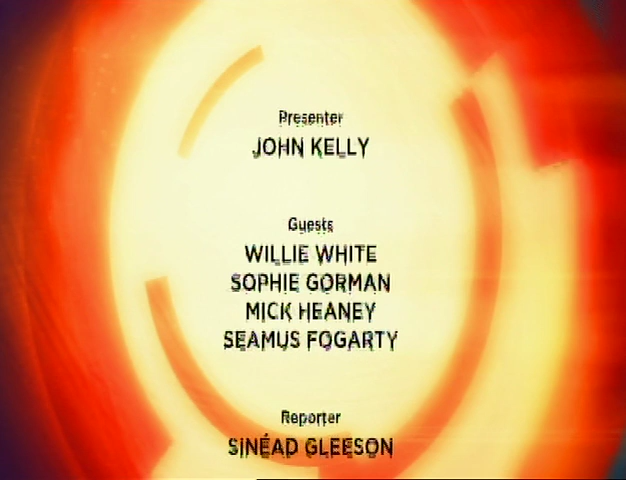 Presenter
JOHN KELLY
Guests
WILLIE WHITE
SOPHIE GORMAN
MICK HEANEY
SEAMUS FOGARTY
Reporter
SINÉAD GLEESON